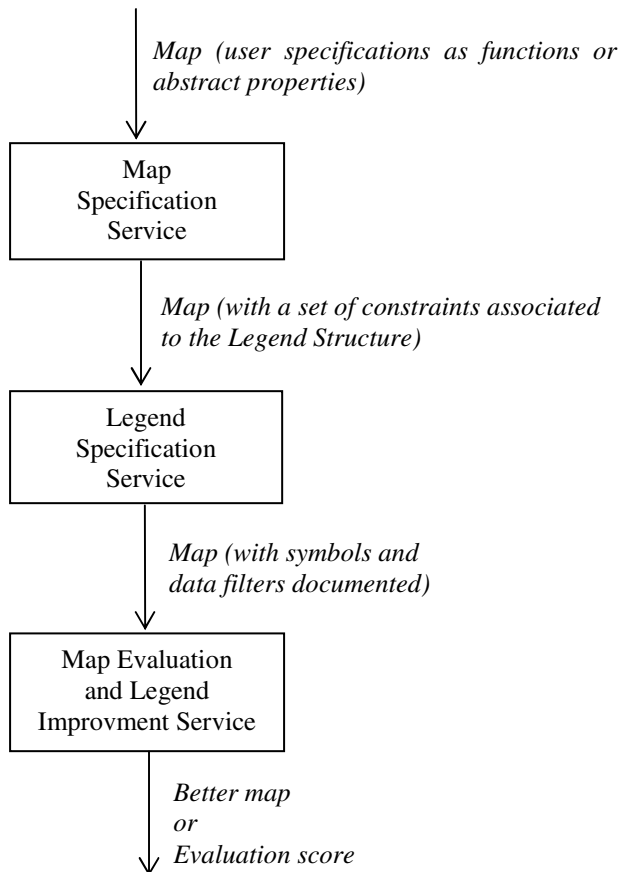 Map (user specifications as functions or
abstract properties)
Map
Specification
Service
Map (with a set of constraints associated
to the Legend Structure)
Legend
Specification
Service
Map (with symbols and
data filters documented)
Map Evaluation
and Legend
Improvment Service
Better map
or
Evaluation score